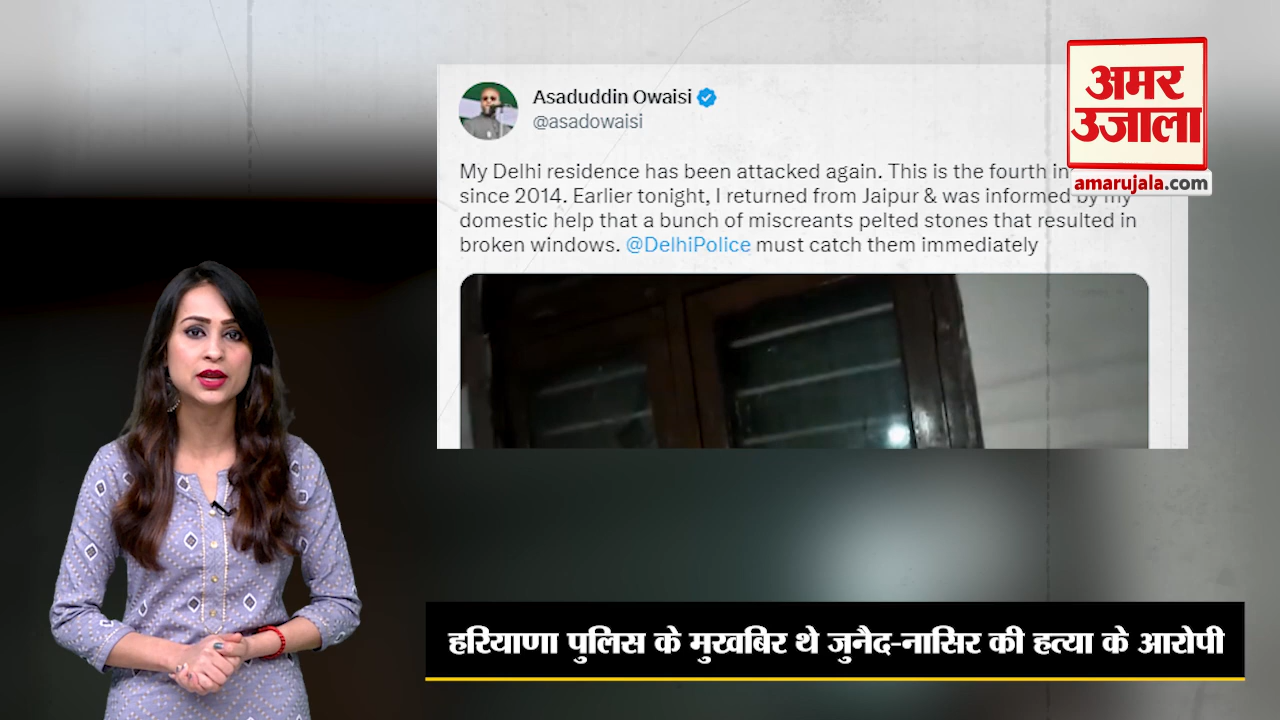 Asaduddin Owaisi
@asadowaisi
My Delhi residence has been attacked again. This is the fourth
since 2014. Earlier tonight, I returned from Jaipur & was informed by my
domestic help that a bunch of miscreants pelted stones that resulted in
broken windows. @DelhiPolice must catch them immediately
अमर
उजाला
amarujala.com
हरियाणा पुलिस के मुखबिर थे जुनैद-नासिर की हत्या के आरोपी